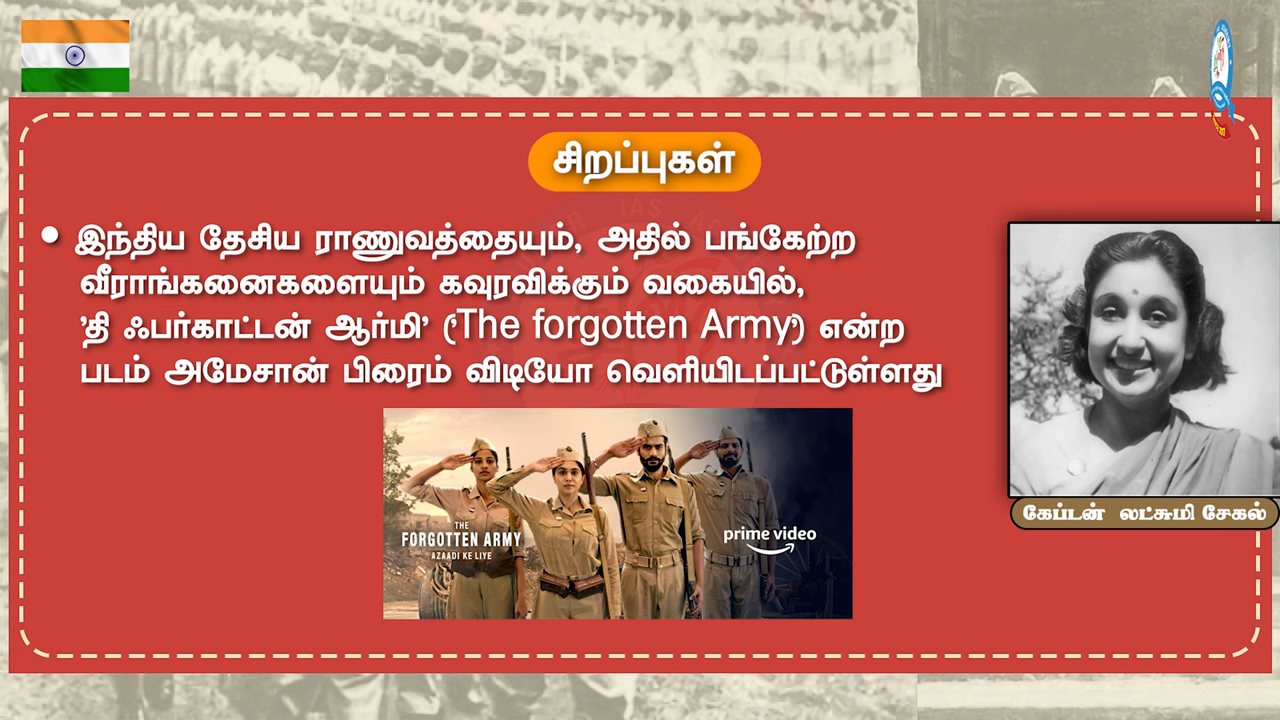 சிறப்புகள்
• இந்திய தேசிய ராணுவத்தையும், அதில் பங்கேற்ற
வீராங்கனைகளையும் கவுரவிக்கும் வகையில்,
'தி ஃபர்காட்டன் ஆர்மி' ('The forgotten Army') என்ற
படம் அமேசான் பிரைம் விடியோ வெளியிடப்பட்டுள்ளது
THE
FORGOTTEN ARMY
AZAADI KE LIYE
prime video
கேப்டன் லட்சுமி சேகல்
IAS